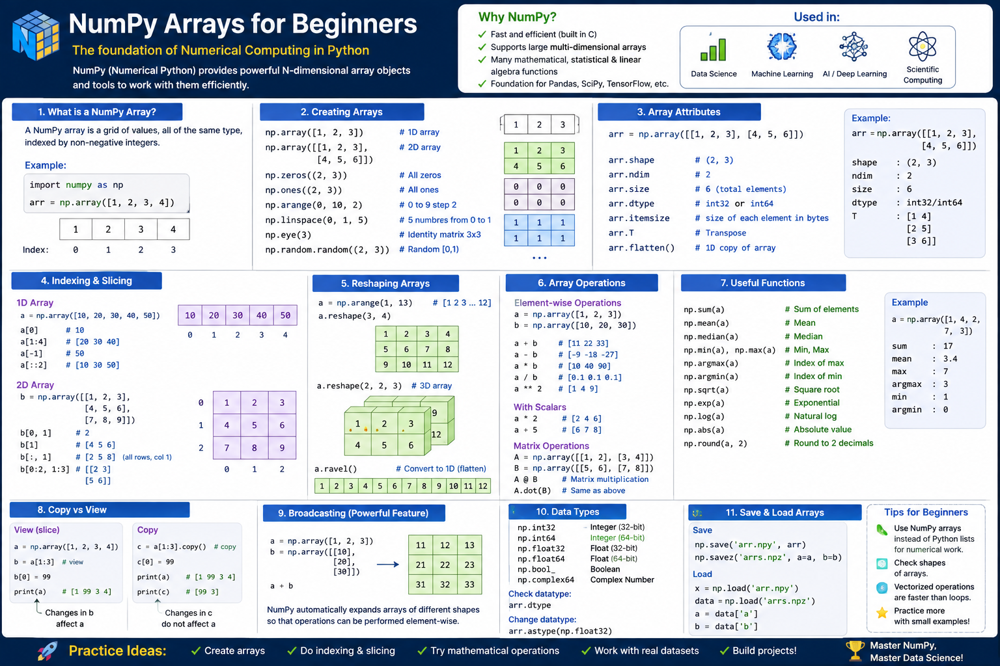 NumPy Arrays for Beginners
The foundation of Numerical Computing in Python
NumPy (Numerical Python) provides powerful N-dimensional array objects
and tools to work with them efficiently.
Why NumPy?
Fast and efficient (built in C)
Supports large multi-dimensional arrays
Many mathematical, statistical & linear
algebra functions
Foundation for Pandas, SciPy, TensorFlow, etc.
Used in:
Data Science
Machine Learning
AI / Deep Learning
Scientific
Computing
1. What is a NumPy Array?
A NumPy array is a grid of values, all of the same type,
indexed by non-negative integers.
Example:
import numpy as np
arr = np.array([1, 2, 3, 4])
1 2 3 4
Index: 0 1 2 3
2. Creating Arrays
np.array([1, 2, 3]) # 1D array
np.array([[1, 2, 3], # 2D array
[4, 5, 6]])
np.zeros((2, 3)) # All zeros
np.ones((2, 3)) # All ones
np.arange(0, 10, 2) # 0 to 9 step 2
np.linspace(0, 1, 5) # 5 numbres from 0 to 1
np.eye(3) # Identity matrix 3x3
np.random.random((2, 3)) # Random [0,1)
1 2 3
1 2 3
4 5 6
0 0 0
0 0 0
1 1 1
1 1 1
...
3. Array Attributes
arr = np.array([[1, 2, 3], [4, 5, 6]])
arr.shape # (2, 3)
arr.ndim # 2
arr.size # 6 (total elements)
arr.dtype # int32 or int64
arr.itemsize # size of each element in bytes
arr.T # Transpose
arr.flatten() # 1D copy of array
Example:
arr = np.array([[1, 2, 3],
[4, 5, 6]])
shape : (2, 3)
ndim : 2
size : 6
dtype : int32/int64
T : [1 4]
[2 5]
[3 6]]
4. Indexing & Slicing
1D Array
a = np.array([10, 20, 30, 40, 50])
a[0] # 10
a[1:4] # [20 30 40]
a[-1] # 50
a[::2] # [10 30 50]
10 20 30 40 50
0 1 2 3 4
2D Array
b = np.array([[1, 2, 3],
[4, 5, 6],
[7, 8, 9]])
b[0, 1] # 2
b[1] # [4 5 6]
b[:, 1] # [2 5 8] (all rows, col 1)
b[0:2, 1:3] # [[2 3]
[5 6]]
0 1 2 3
1 4 5 6
2 7 8 9
0 1 2
5. Reshaping Arrays
a = np.arange(1, 13) # [1 2 3 ... 12]
a.reshape(3, 4)
1 2 3 4
5 6 7 8
9 10 11 12
a.reshape(2, 2, 3) # 3D array
9
1 2 3
12
4 5 6
a.ravel() # Convert to 1D (flatten)
1 2 3 4 5 6 7 8 9 10 11 12
6. Array Operations
Element-wise Operations
a = np.array([1, 2, 3])
b = np.array([10, 20, 30])
a + b # [11 22 33]
a - b # [-9 -18 -27]
a * b # [10 40 90]
a / b # [0.1 0.1 0.1]
a ** 2 # [1 4 9]
With Scalars
a * 2 # [2 4 6]
a + 5 # [6 7 8]
Matrix Operations
A = np.array([[1, 2], [3, 4]])
B = np.array([[5, 6], [7, 8]])
A @ B # Matrix multiplication
A.dot(B) # Same as above
7. Useful Functions
np.sum(a) # Sum of elements
np.mean(a) # Mean
np.median(a) # Median
np.min(a), np.max(a) # Min, Max
np.argmax(a) # Index of max
np.argmin(a) # Index of min
np.sqrt(a) # Square root
np.exp(a) # Exponential
np.log(a) # Natural log
np.abs(a) # Absolute value
np.round(a, 2) # Round to 2 decimals
Example
a = np.array([1, 4, 2,
7, 3])
sum : 17
mean : 3.4
max : 7
argmax : 3
min : 1
argmin : 0
8. Copy vs View
View (slice)
a = np.array([1, 2, 3, 4])
b = a[1:3] # view
b[0] = 99
print(a) # [1 99 3 4]
Changes in b
affect a
Copy
c = a[1:3].copy() # copy
c[0] = 99
print(a) # [1 99 3 4]
print(c) # [99 3]
Changes in c
do not affect a
9. Broadcasting (Powerful Feature)
a = np.array([1, 2, 3])
b = np.array([[10],
[20],
[30]])
a + b
11 12 13
21 22 23
31 32 33
NumPy automatically expands arrays of different shapes
so that operations can be performed element-wise.
10. Data Types
np.int32 - Integer (32-bit)
np.int64 Integer (64-bit)
np.float32 Float (32-bit)
np.float64 Float (64-bit)
np.bool_ Boolean
np.complex64 Complex Number
Check datatype:
arr.dtype
Change datatype:
arr.astype(np.float32)
11. Save & Load Arrays
Save
np.save('arr.npy', arr)
np.savez('arrs.npz', a=a, b=b)
Load
x = np.load('arr.npy')
data = np.load('arrs.npz')
a = data['a']
b = data['b']
Tips for Beginners
Use NumPy arrays
instead of Python lists
for numerical work.
Check shapes
of arrays.
Vectorized operations
are faster than loops.
Practice more
with small examples!
Practice Ideas:
Create arrays
Do indexing & slicing
Try mathematical operations
Work with real datasets
Build projects!
Master NumPy,
Master Data Science!